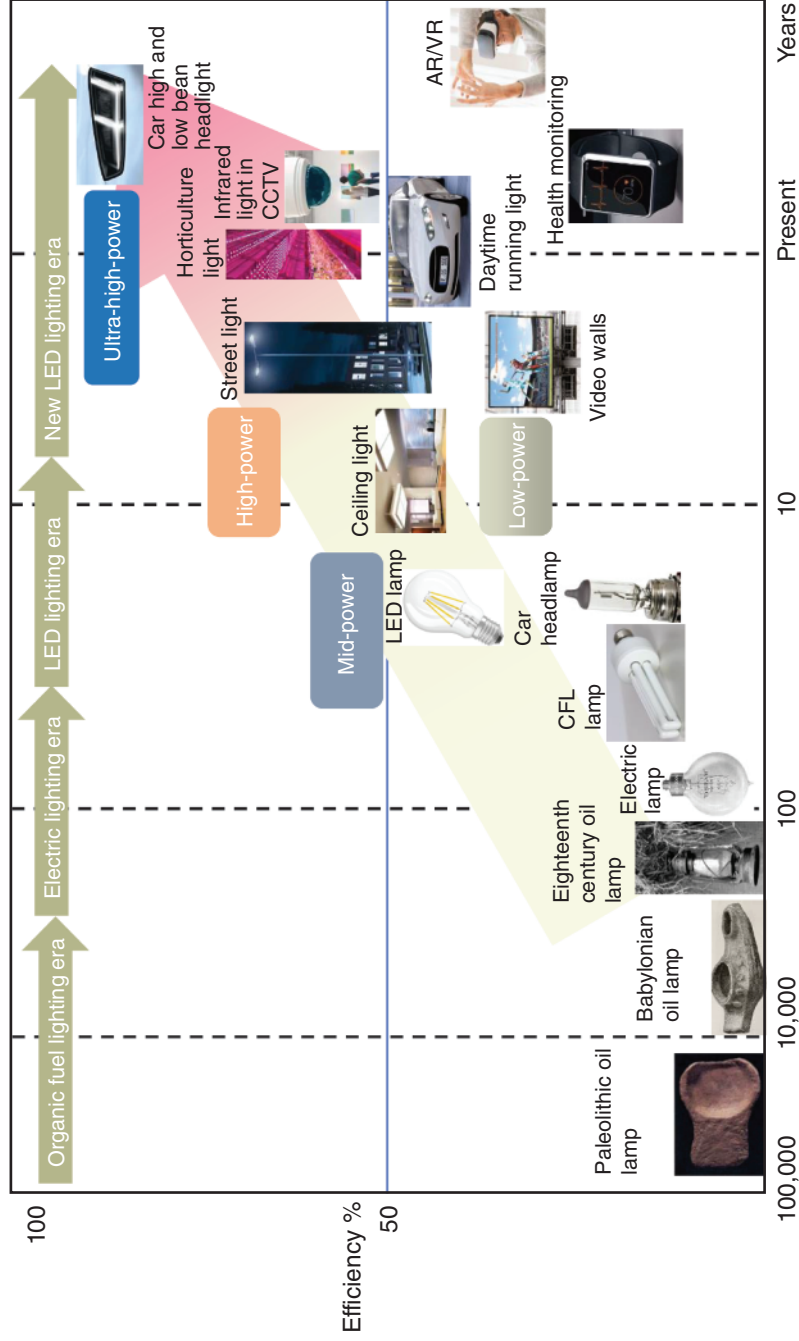 100
Efficiency %
50
Organic fuel lighting era
Electric lighting era
LED lighting era
New LED lighting era
Ultra-high-power
Car high and
low bean
headlight
High-power
Street light
Horticulture
light
Infrared
light in
CCTV
Mid-power
LED lamp
Ceiling light
Daytime
running light
AR/VR
Low-power
Video walls
Health monitoring
Car
headlamp
CFL
lamp
Electric
lamp
Eighteenth
century oil
lamp
Babylonian
oil lamp
Paleolithic oil
lamp
100,000
10,000
100
10
Present
Years